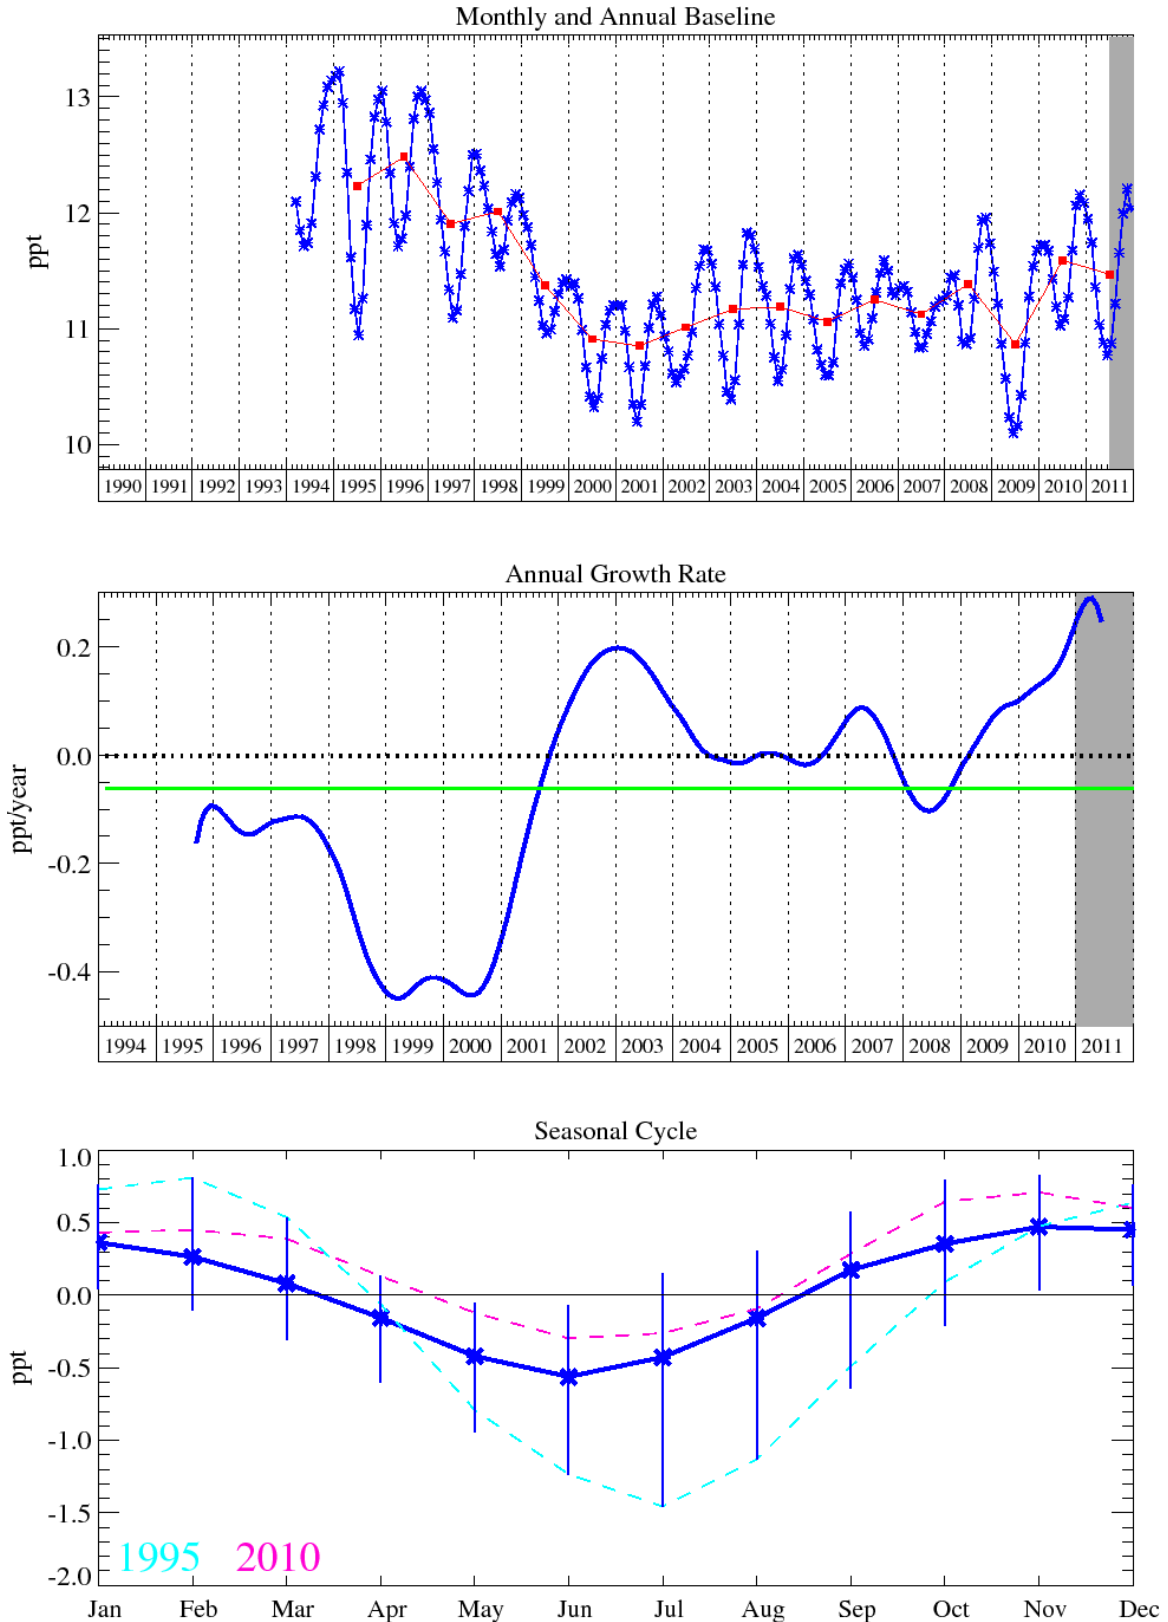 Monthly and Annual Baseline
13
12
11
10
ppt
1990 1991 1992 1993 1994 1995 1996 1997 1998 1999 2000 2001 2002 2003 2004 2005 2006 2007 2008 2009 2010 2011
Annual Growth Rate
0.2
0.0
-0.2
-0.4
ppt/year
1994 1995 1996 1997 1998 1999 2000 2001 2002 2003 2004 2005 2006 2007 2008 2009 2010 2011
Seasonal Cycle
1.0
0.5
0.0
-0.5
-1.0
-1.5
-2.0
ppt
1995 2010
Jan Feb Mar Apr May Jun Jul Aug Sep Oct Nov Dec